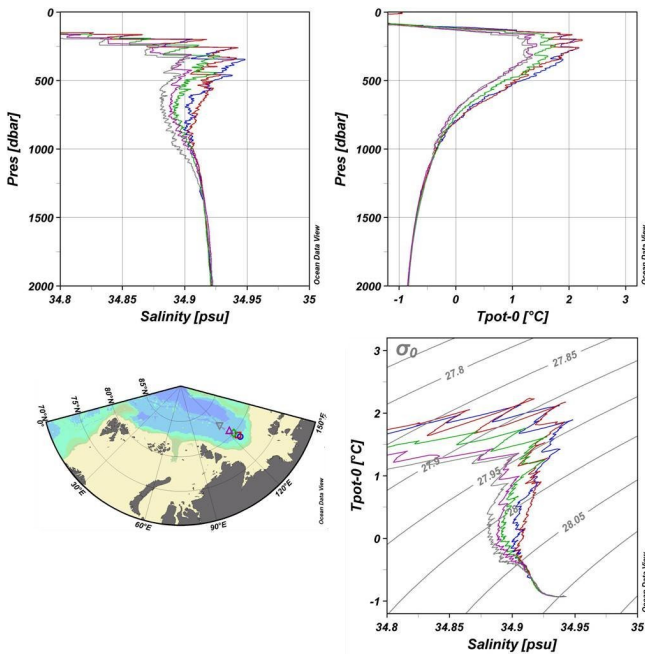 0
500
1000
1500
2000
Pres [dbar]
34.8
34.85
34.9
34.95
35
Salinity [psu]
Ocean Data View
0
500
1000
1500
2000
Pres [dbar]
-1
0
1
2
3
Tpot-0 [°C]
Ocean Data View
70°N
75°N
80°N
85°N
30°E
60°E
90°E
120°E
150°E
Ocean Data View
σ0
3
2
1
0
-1
Tpot-0 [°C]
27.8
27.85
27.9
27.95
28
28.05
34.8
34.85
34.9
34.95
35
Salinity [psu]
Ocean Data View